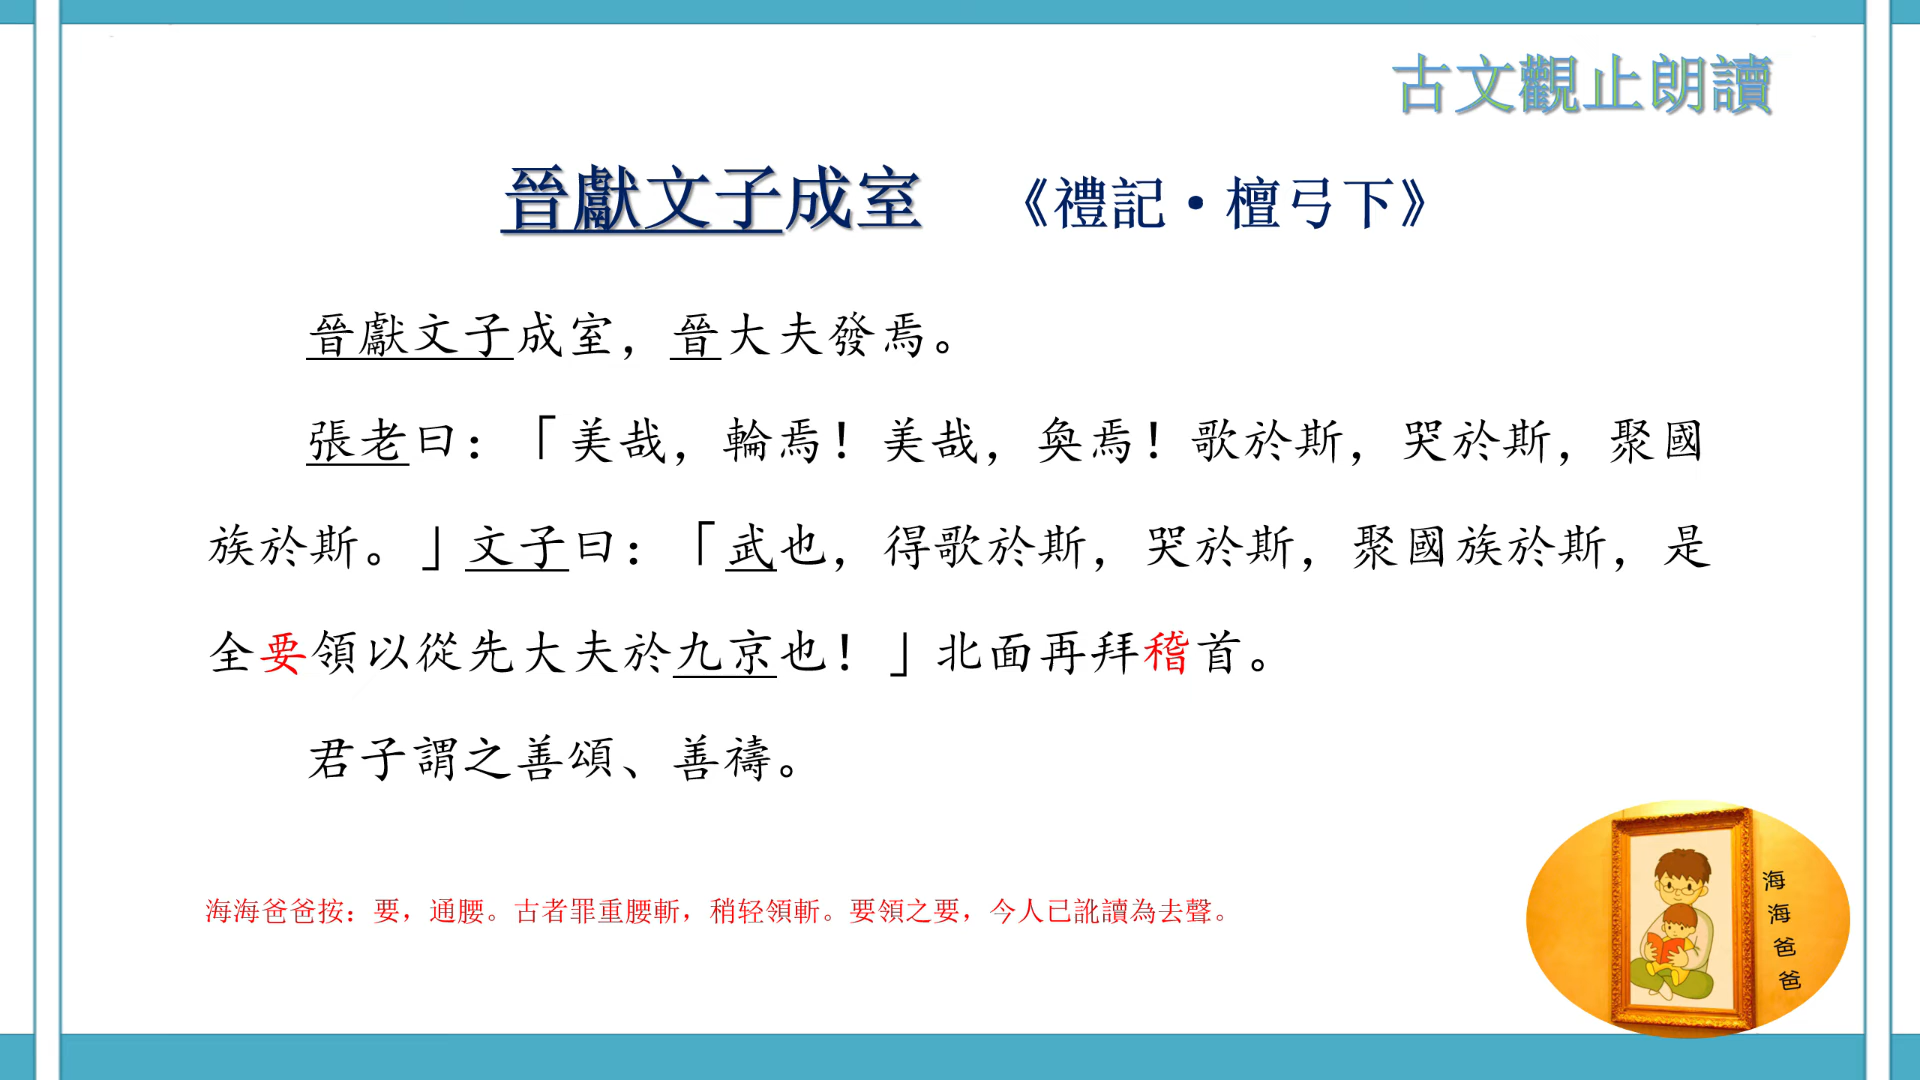 古文觀止朗讀
晉獻文子成室 《禮記·檀弓下》
晉獻文子成室，晉大夫發焉。
張老曰：「美哉，輪焉！美哉，奐焉！歌於斯，哭於斯，聚國
族於斯。」文子曰：「武也，得歌於斯，哭於斯，聚國族於斯，是
全要領以從先大夫於九京也！」北面再拜稽首。
君子謂之善頌、善禱。
海海爸爸按：要，通腰。古者罪重腰斬，稍轻領斬。要領之要，今人已訛讀為去聲。
海海爸爸